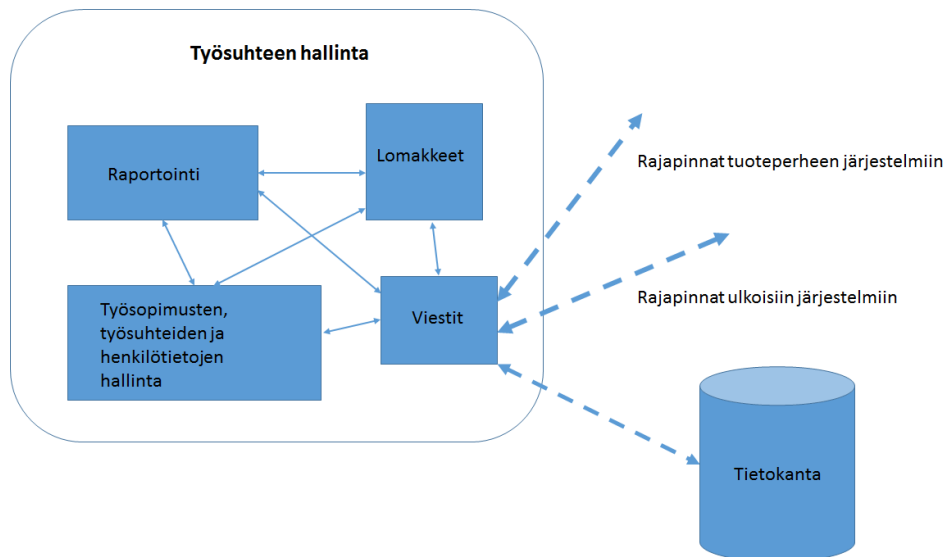 Työsuhteen hallinta
Raportointi
Lomakkeet
Rajapinnat tuoteperheen järjestelmiin
Työsopimusten,
työsuhteiden ja
henkilötietojen
hallinta
Viestit
Rajapinnat ulkoisiin järjestelmiin
Tietokanta